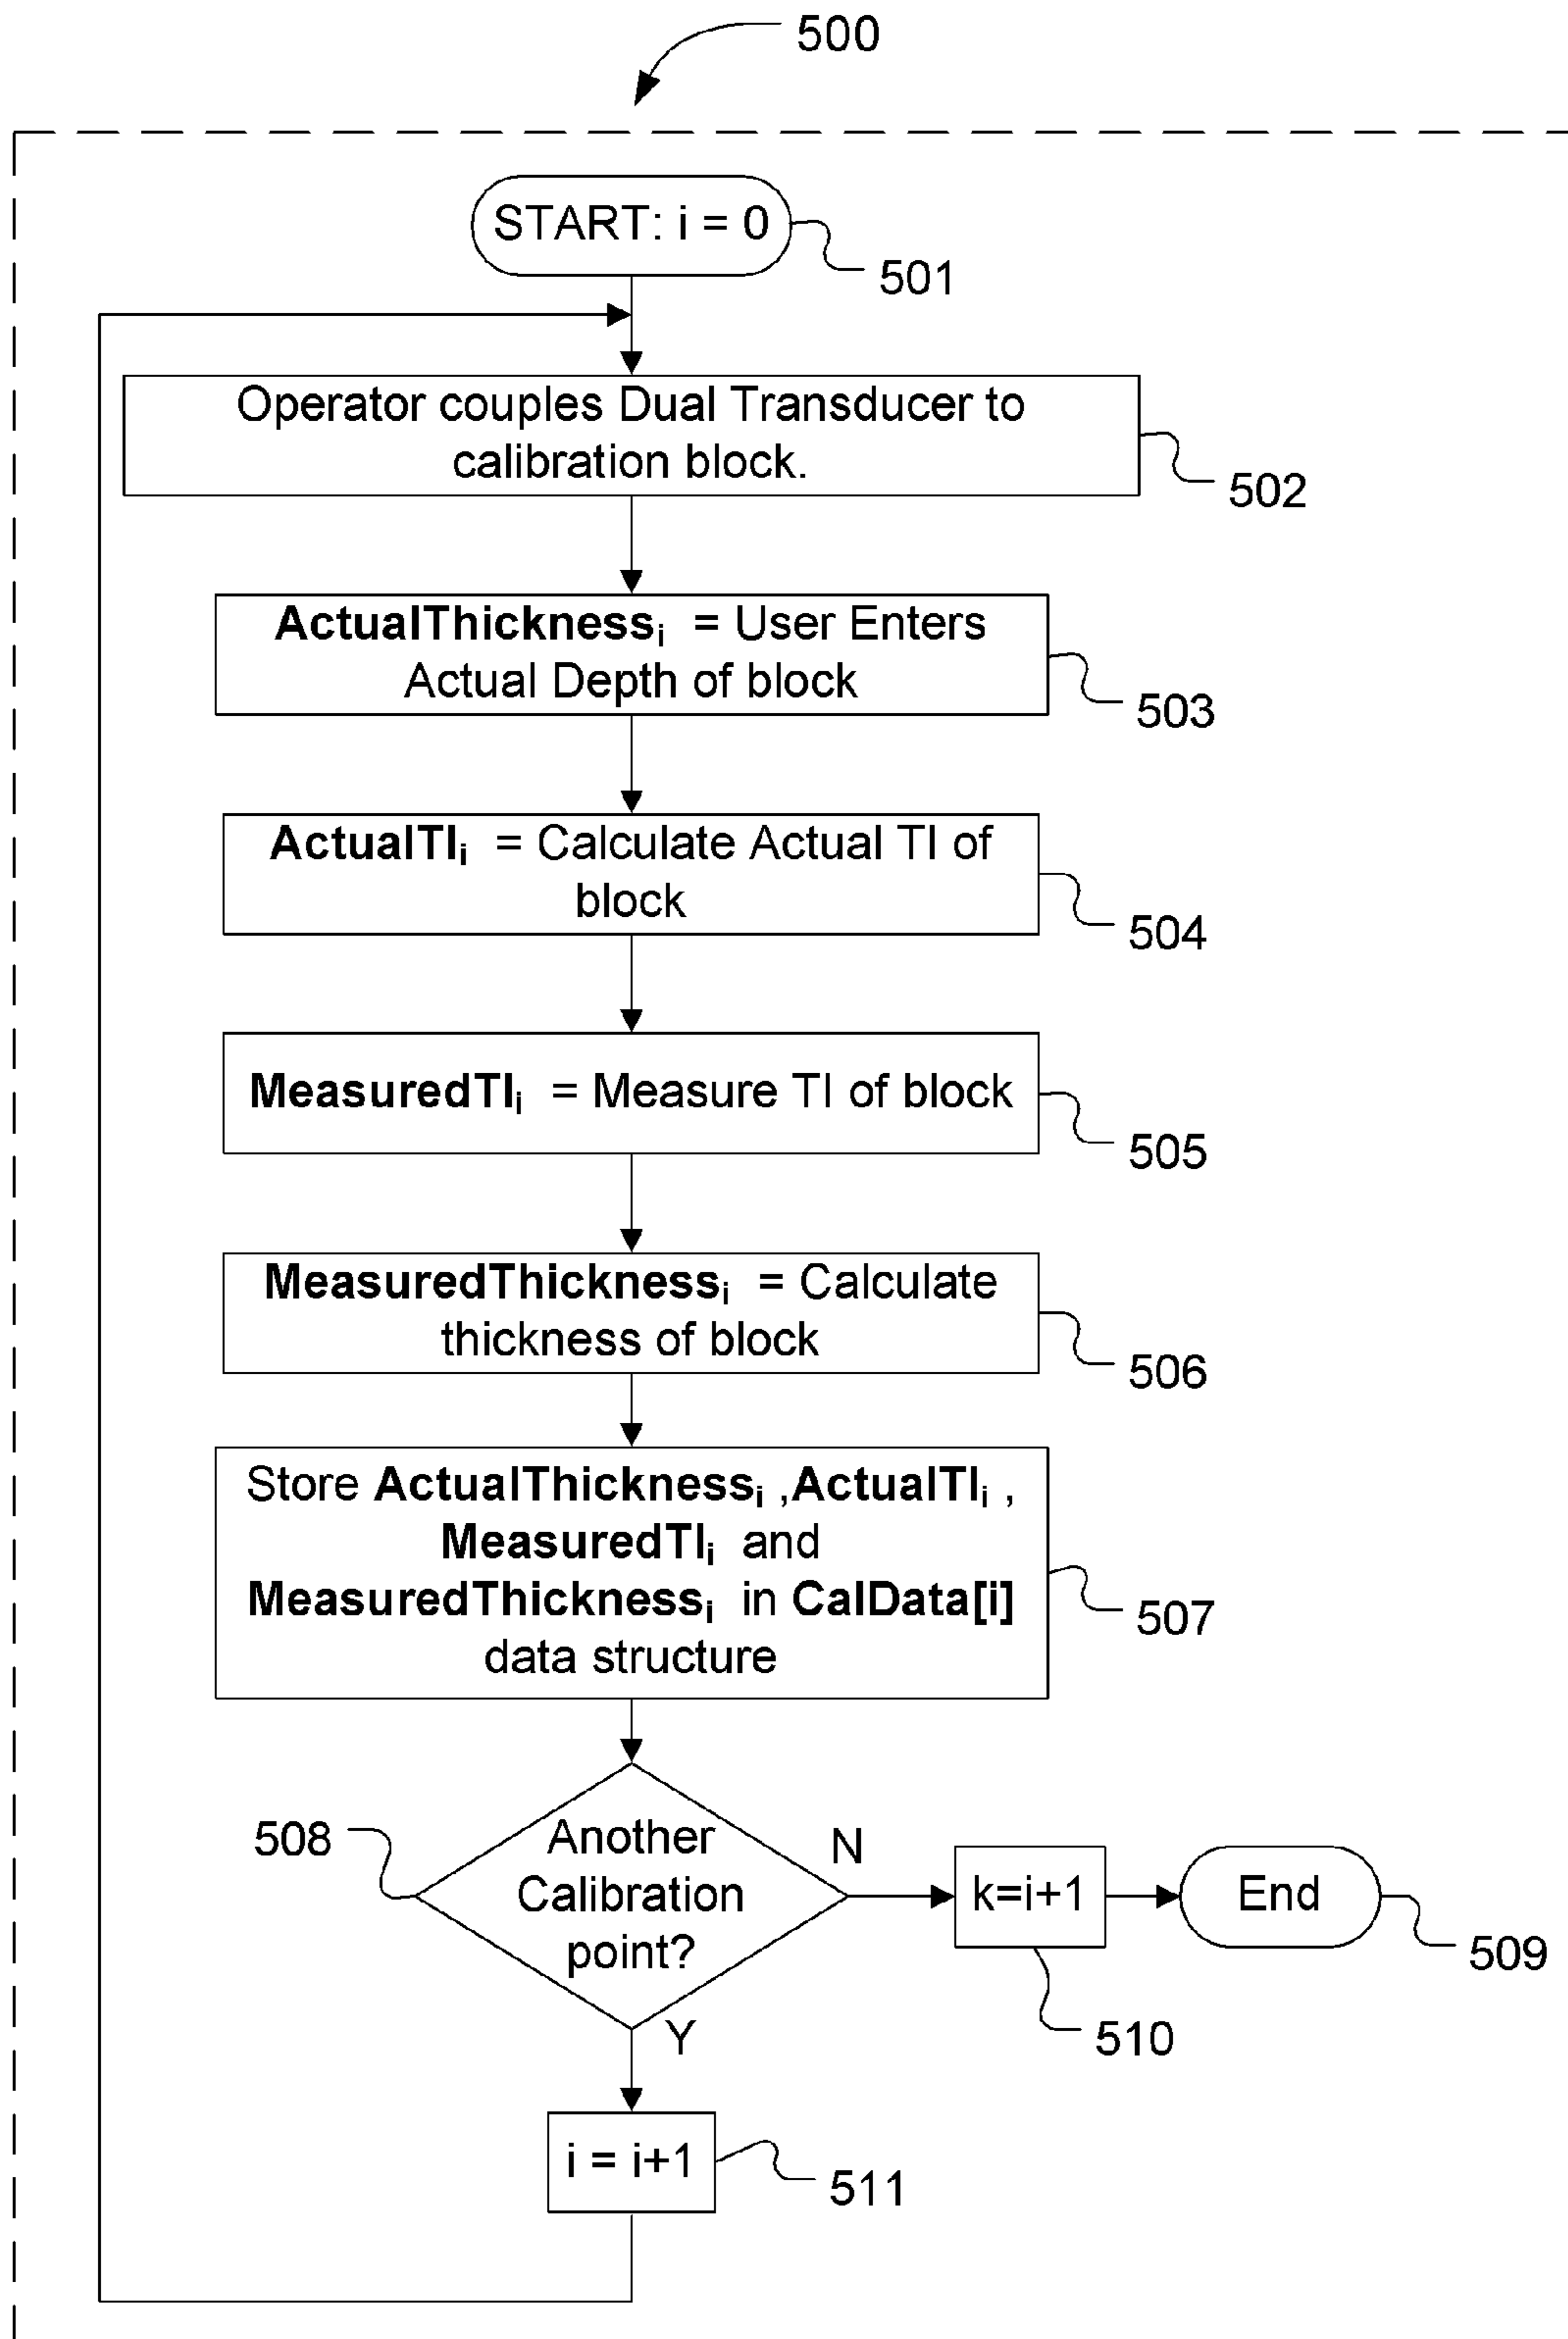 500
START: i = 0
501
Operator couples Dual Transducer to
calibration block.
502
ActualThicknessi = User Enters
Actual Depth of block
503
ActualTIi = Calculate Actual TI of
block
504
MeasuredTIi = Measure TI of block
505
MeasuredThicknessi = Calculate
thickness of block
506
Store ActualThicknessi ,ActualTIi ,
MeasuredTIi and
MeasuredThicknessi in CalData[i]
data structure
507
508
Another
Calibration
point?
N
k=i+1
End
509
510
Y
i = i+1
511